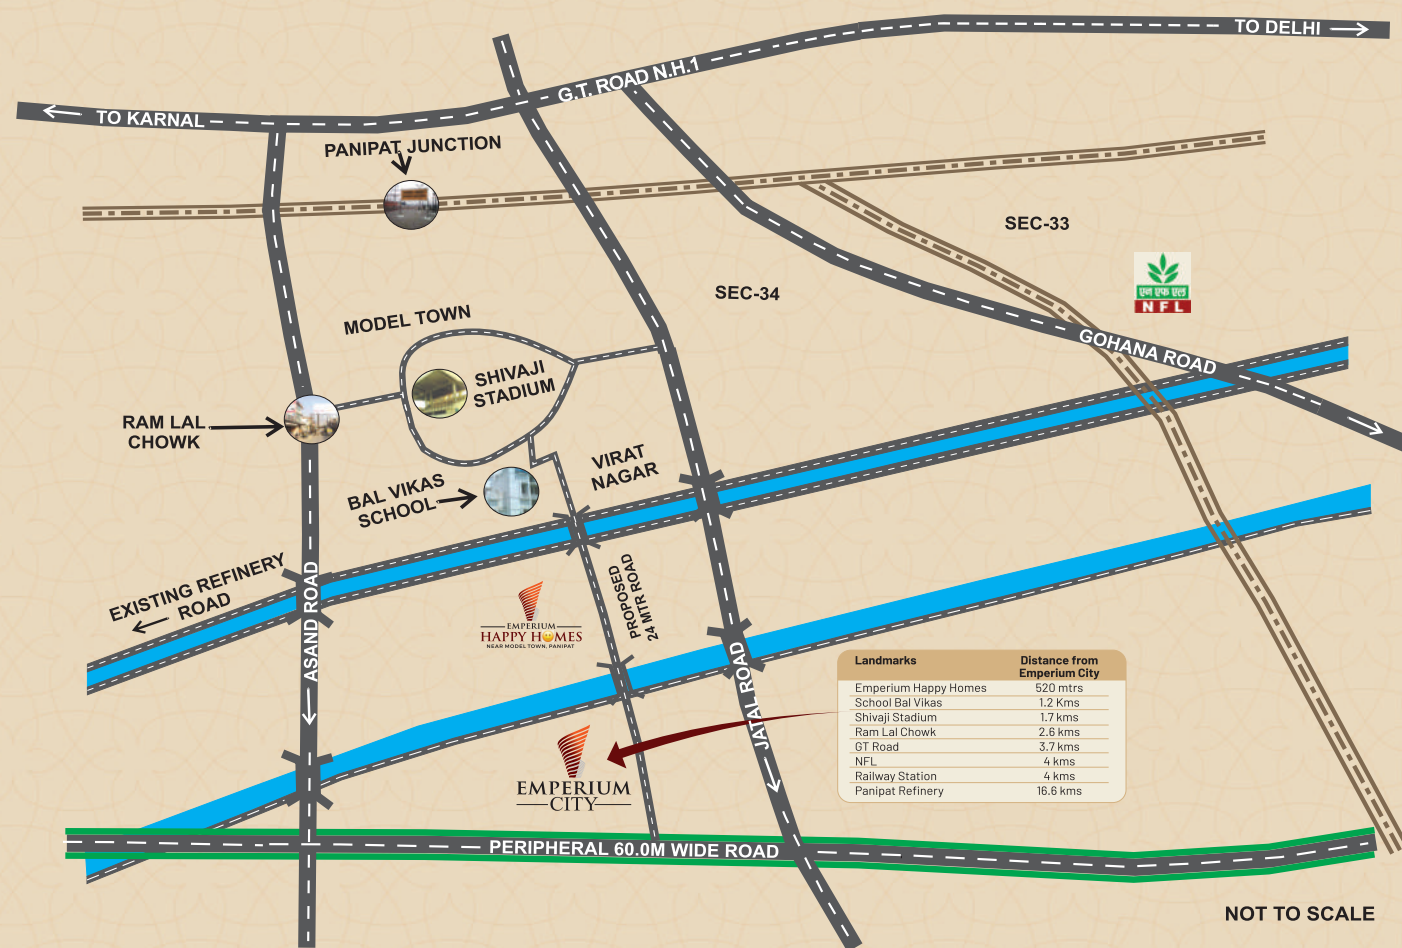 TO DELHI
G.T. ROAD N.H.1
TO KARNAL
PANIPAT JUNCTION
SEC-33
SEC-34
एन एफ एल
NFL
MODEL TOWN
GOHANA ROAD
SHIVAJI
STADIUM
RAM LAL
CHOWK
VIRAT
NAGAR
BAL VIKAS
SCHOOL
EXISTING REFINERY
ROAD
ASAND ROAD
PROPOSED
24 MTR ROAD
EMPERIUM
HAPPY HOMES
NEAR MODEL TOWN, PANIPAT
JATAL ROAD
Landmarks Distance from
Emperium City
Emperium Happy Homes 520 mtrs
School Bal Vikas 1.2 Kms
Shivaji Stadium 1.7 kms
Ram Lal Chowk 2.6 kms
GT Road 3.7 kms
NFL 4 kms
Railway Station 4 kms
Panipat Refinery 16.6 kms
EMPERIUM
CITY
PERIPHERAL 60.0M WIDE ROAD
NOT TO SCALE